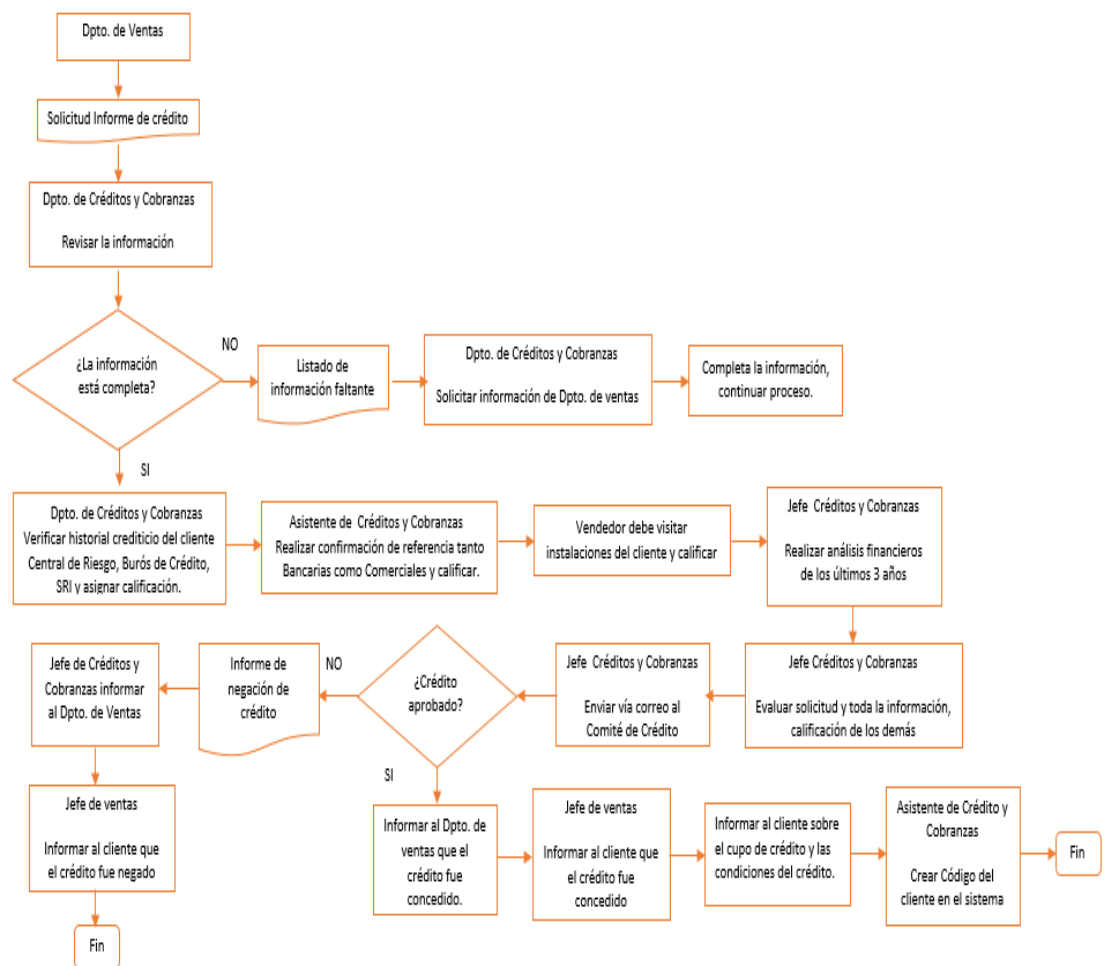 Dpto. de Ventas
Solicitud Informe de crédito
Dpto. de Créditos y Cobranzas
Revisar la información
¿La información
está completa?
NO
Listado de
información faltante
Dpto. de Créditos y Cobranzas
Solicitar información de Dpto. de ventas
Completa la información,
continuar proceso.
SI
Dpto. de Créditos y Cobranzas
Verificar historial crediticio del cliente
Central de Riesgo, Burós de Crédito,
SRI y asignar calificación.
Asistente de Créditos y Cobranzas
Realizar confirmación de referencia tanto
Bancarias como Comerciales y calificar.
Vendedor debe visitar
instalaciones del cliente y calificar
Jefe Créditos y Cobranzas
Realizar análisis financieros
de los últimos 3 años
Jefe Créditos y Cobranzas
Evaluar solicitud y toda la información,
calificación de los demás
Jefe Créditos y Cobranzas
Enviar vía correo al
Comité de Crédito
¿Crédito
aprobado?
NO
Informe de
negación de
crédito
Jefe de Créditos y
Cobranzas informar
al Dpto. de Ventas
Jefe de ventas
Informar al cliente que
el crédito fue negado
Fin
SI
Informar al Dpto. de
ventas que el
crédito fue
concedido.
Jefe de ventas
Informar al cliente que
el crédito fue
concedido
Informar al cliente sobre
el cupo de crédito y las
condiciones del crédito.
Asistente de Crédito y
Cobranzas
Crear Código del
cliente en el sistema
Fin